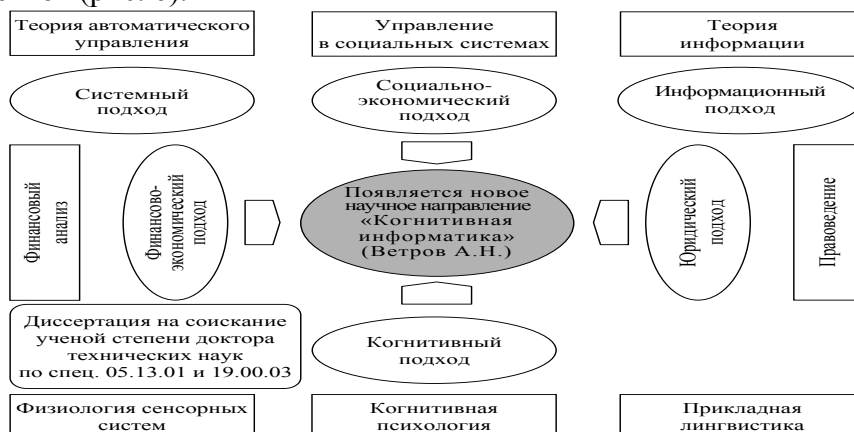 Теория автоматического
управления
Управление
в социальных системах
Теория
информации
Системный
подход
Социально-
экономический
подход
Информационный
подход
Финансовый
анализ
Финансово-
экономический
подход
Появляется новое
научное направление
«Когнитивная
информатика»
(Ветров А.Н.)
Юридический
подход
Правоведение
Диссертация на соискание
ученой степени доктора
технических наук
по спец. 05.13.01 и 19.00.03
Когнитивный
подход
Физиология сенсорных
систем
Когнитивная
психология
Прикладная
лингвистика